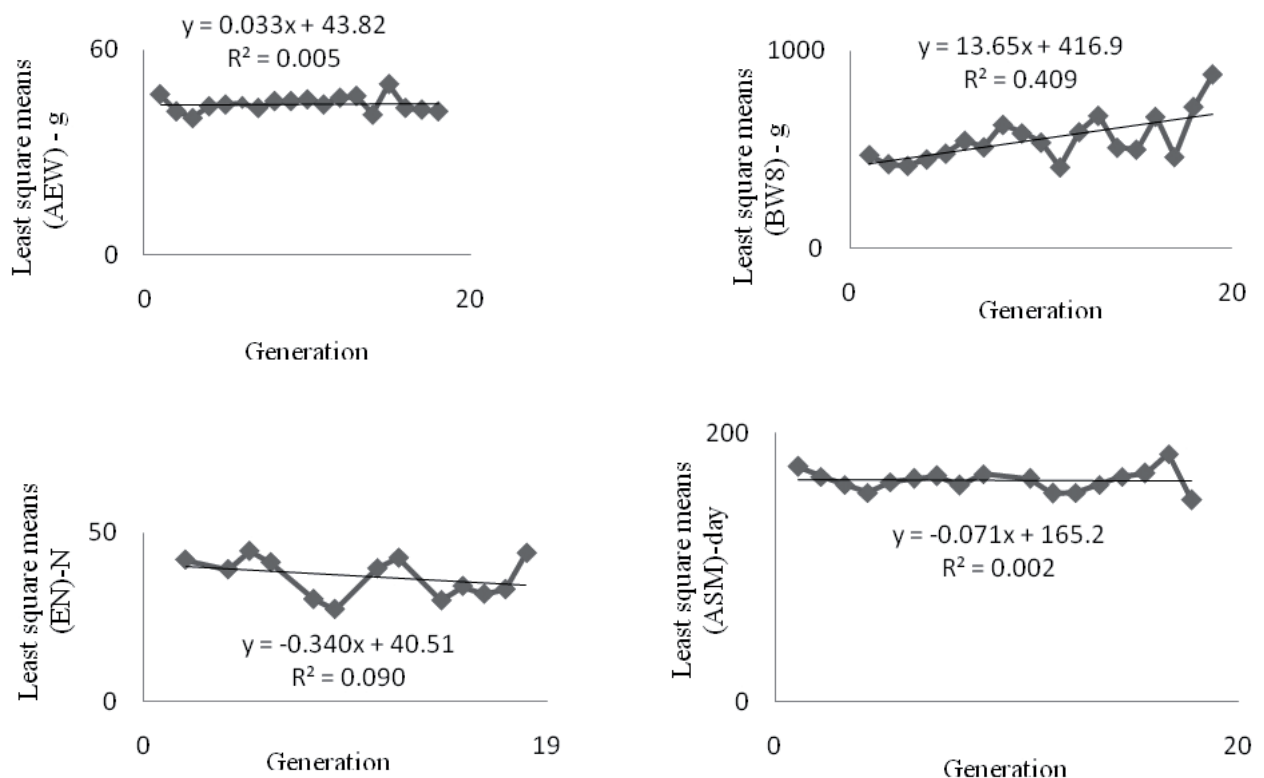 y = 0.033x + 43.82
R² = 0.005
60
0
0
20
Least square means
(AEW) - g
Generation
y = 13.65x + 416.9
R² = 0.409
1000
0
0
20
Least square means
(BW8) - g
Generation
50
0
0
19
y = -0.340x + 40.51
R² = 0.090
Least square means
(EN)-N
Generation
200
0
0
20
y = -0.071x + 165.2
R² = 0.002
Least square means
(ASM)-day
Generation